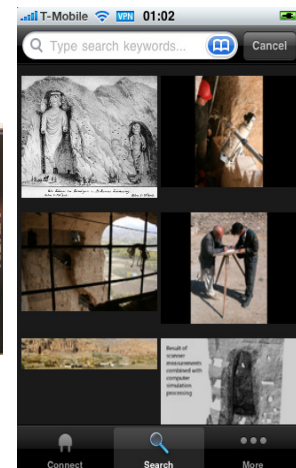 T-Mobile VPN 01:02
Type search keywords... Cancel
Result of
scanner
measurements
combined with
computer
simulation
processing
Connect Search More